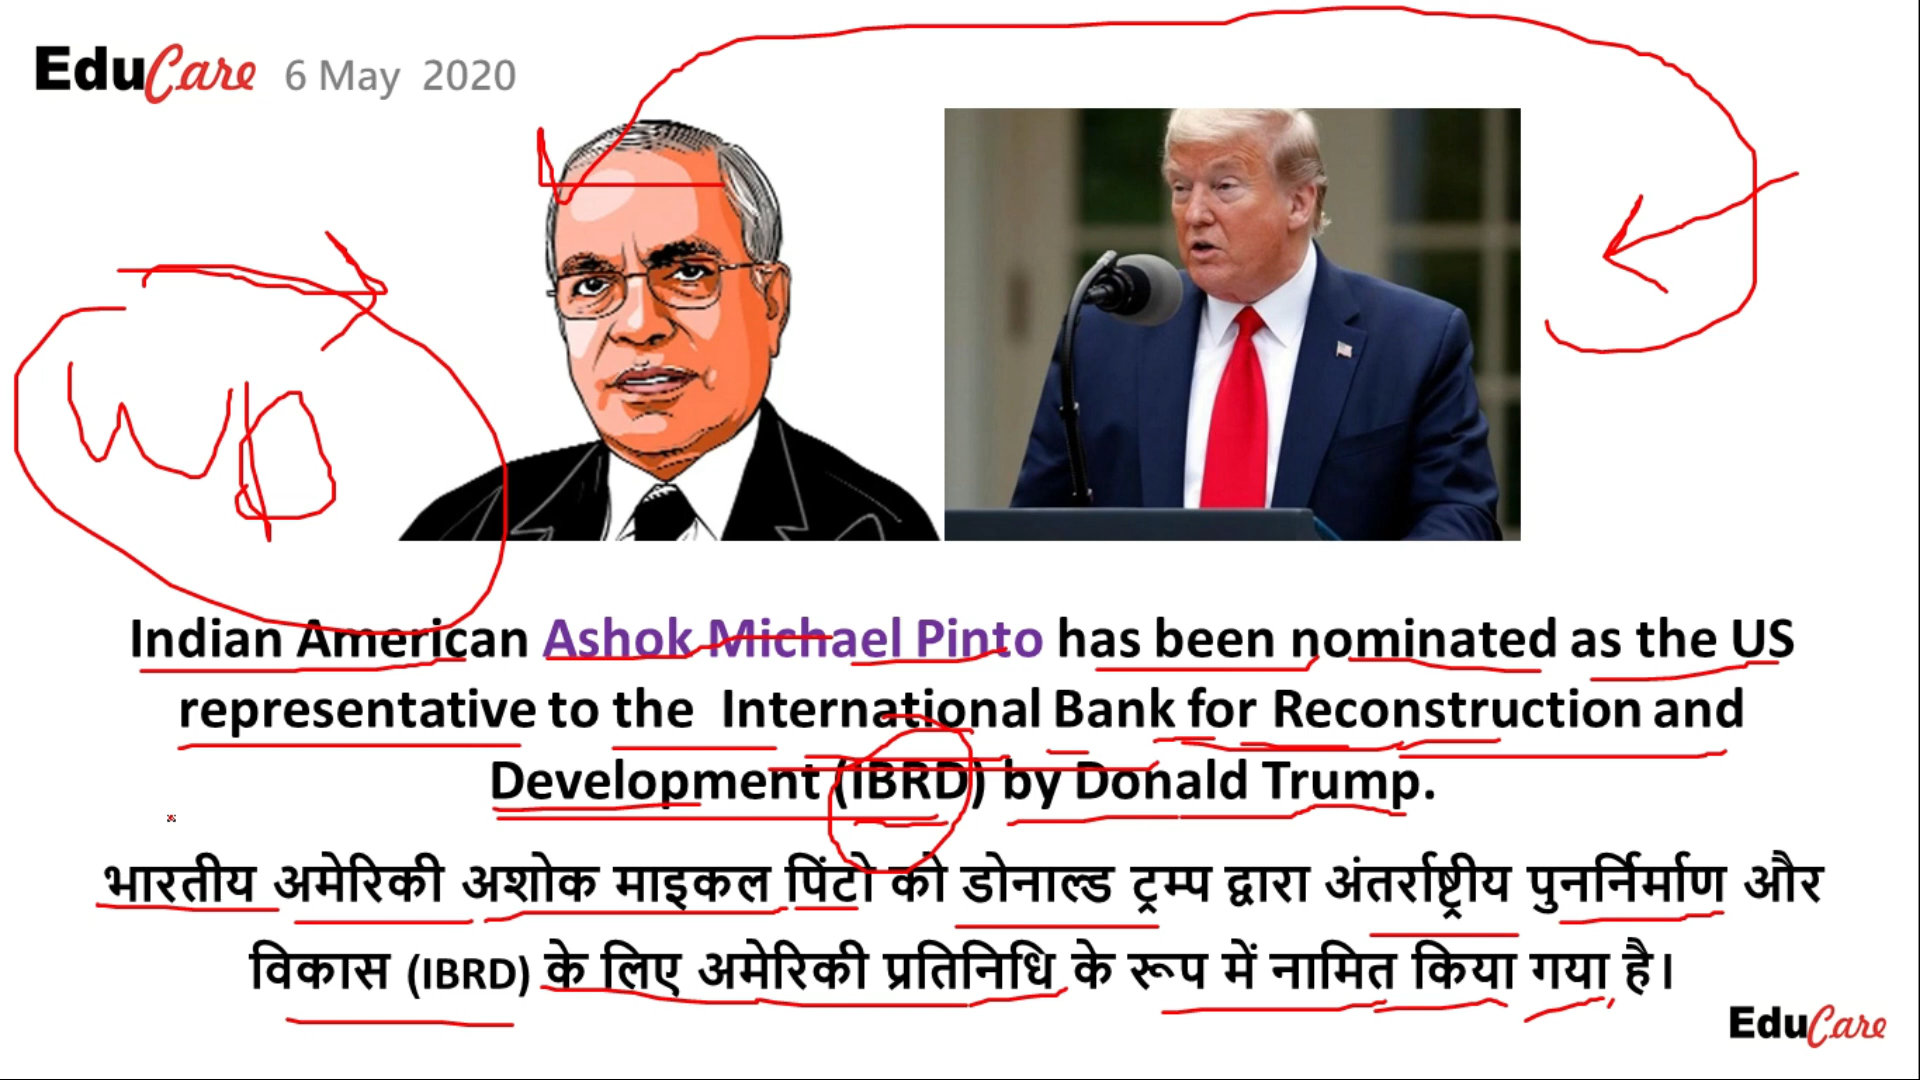 EduCare 6 May 2020
Indian American Ashok Michael Pinto has been nominated as the US
representative to the International Bank for Reconstruction and
Development (IBRD) by Donald Trump.
भारतीय अमेरिकी अशोक माइकल पिंटो को डोनाल्ड ट्रम्प द्वारा अंतर्राष्ट्रीय पुनर्निर्माण और
विकास (IBRD) के लिए अमेरिकी प्रतिनिधि के रूप में नामित किया गया है।
EduCare